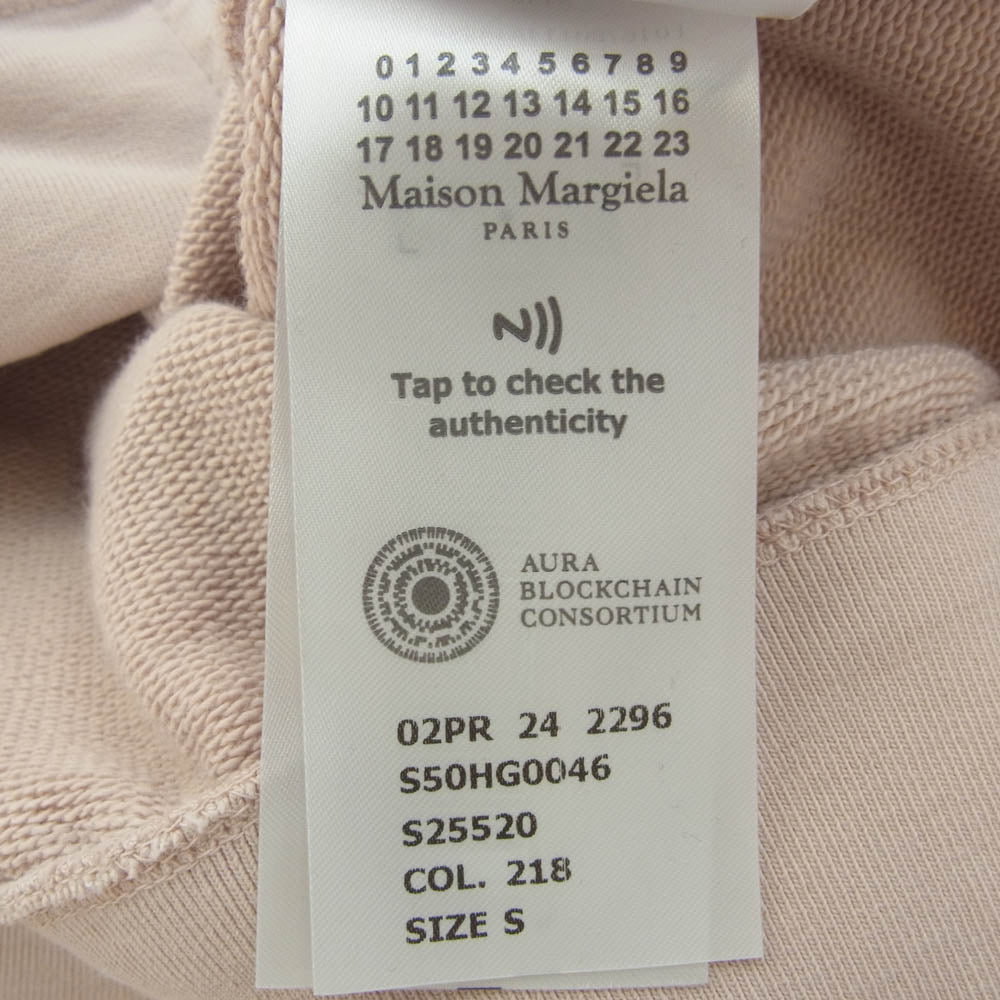 0 1 2 3 4 5 6 7 8 9
10 11 12 13 14 15 16
17 18 19 20 21 22 23
Maison Margiela
PARIS
Tap to check the
authenticity
AURA
BLOCKCHAIN
CONSORTIUM
02PR 24 2296
S50HG0046
S25520
COL. 218
SIZE S